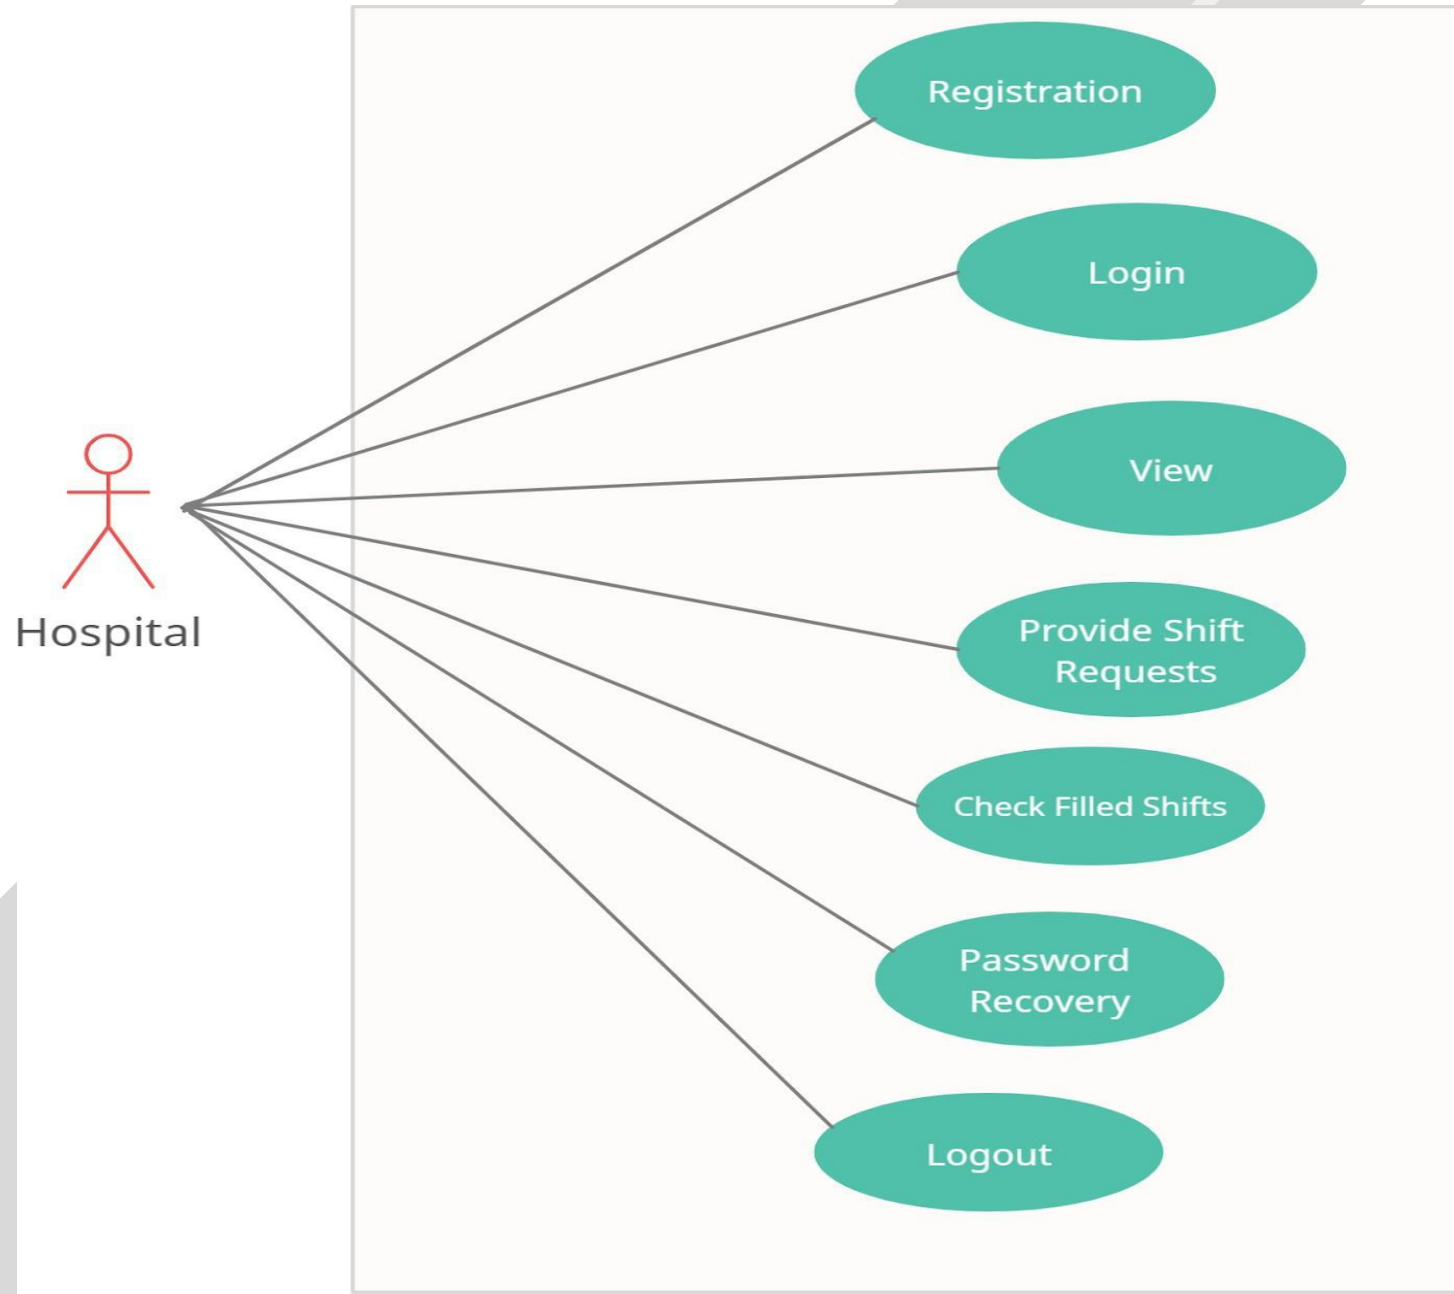 Registration
Login
View
Hospital
Provide Shift
Requests
Check Filled Shifts
Password
Recovery
Logout